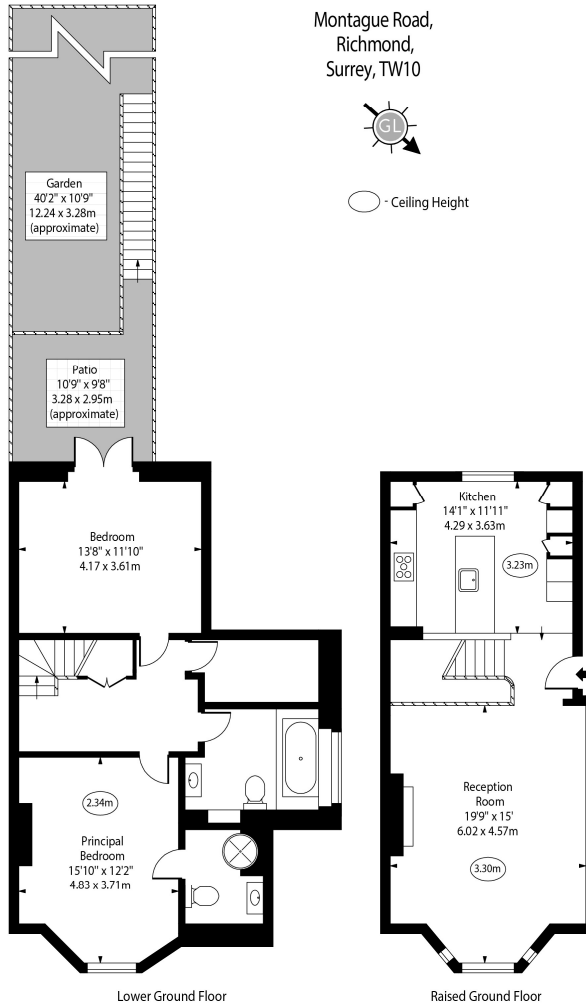 Montague Road,
Richmond,
Surrey, TW10
GL
- Ceiling Height
Garden
40'2" x 10'9"
12.24 x 3.28m
(approximate)
Patio
10'9" x 9'8"
3.28 x 2.95m
(approximate)
Bedroom
13'8" x 11'10"
4.17 x 3.61m
2.34m
Principal
Bedroom
15'10" x 12'2"
4.83 x 3.71m
Lower Ground Floor
Kitchen
14'1" x 11'11"
4.29 x 3.63m
3.23m
Reception
Room
19'9" x 15'
6.02 x 4.57m
3.30m
Raised Ground Floor